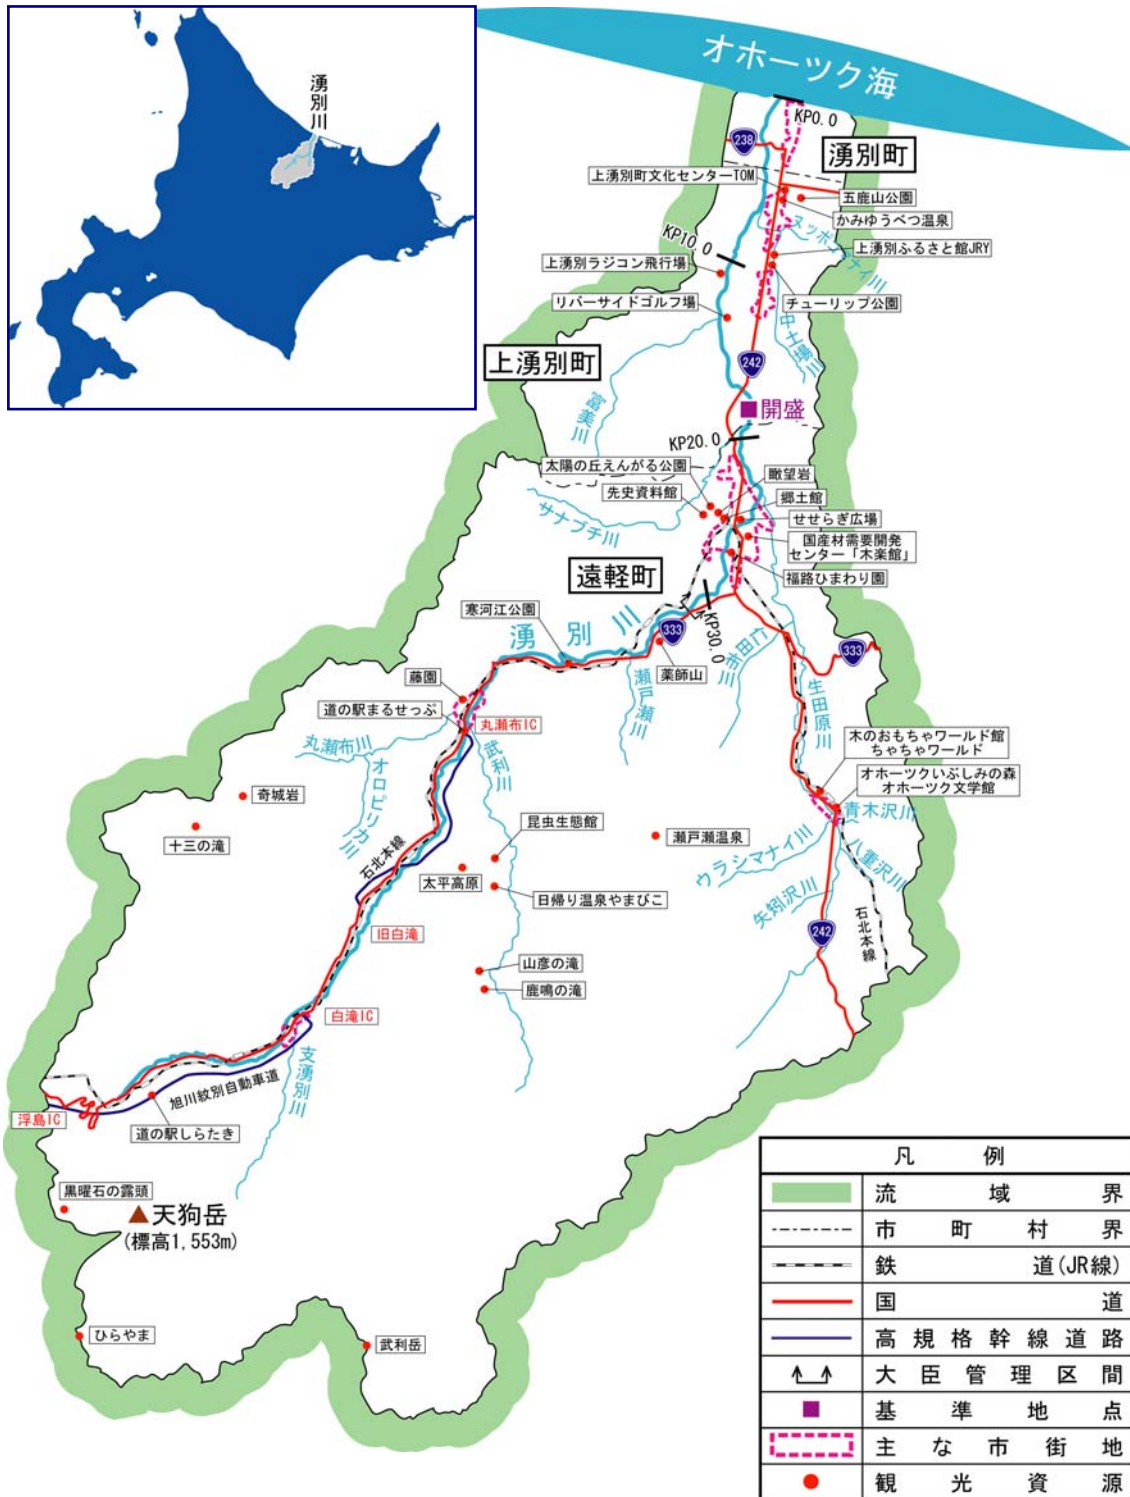 オホーツク海
湧別川
KP0.0
238
湧別町
上湧別町文化センターTOM
五鹿山公園
かみゆうべつ温泉
KP10.0
上湧別ふるさと館JRY
上湧別ラジコン飛行場
チューリップ公園
リバーサイドゴルフ場
中土場川
上湧別町
242
富美川
開盛
KP20.0
太陽の丘えんがる公園
瞰望岩
先史資料館
郷土館
サナブチ川
せせらぎ広場
国産材需要開発
センター「木楽館」
遠軽町
福路ひまわり園
寒河江公園
湧別川
KP30.0
333
333
薬師山
瀬戸瀬川
生田原川
藤園
道の駅まるせっぷ
丸瀬布IC
丸瀬布川
武利川
オロピリカ川
木のおもちゃワールド館
ちゃちゃワールド
オホーツクいぶしみの森
オホーツク文学館
奇城岩
青木沢川
十三の滝
昆虫生態館
瀬戸瀬温泉
石北本線
太平高原
ウラシマナイ川
八重沢川
日帰り温泉やまびこ
矢矧沢川
旧白滝
242
石北本線
山彦の滝
鹿鳴の滝
白滝IC
支湧別川
旭川紋別自動車道
浮島IC
道の駅しらたき
黒曜石の露頭
天狗岳
(標高1,553m)
ひらやま
武利岳
凡例
流域界
市町村界
鉄道(JR線)
国道
高規格幹線道路
大臣管理区間
基準地点
主な市街地
観光資源